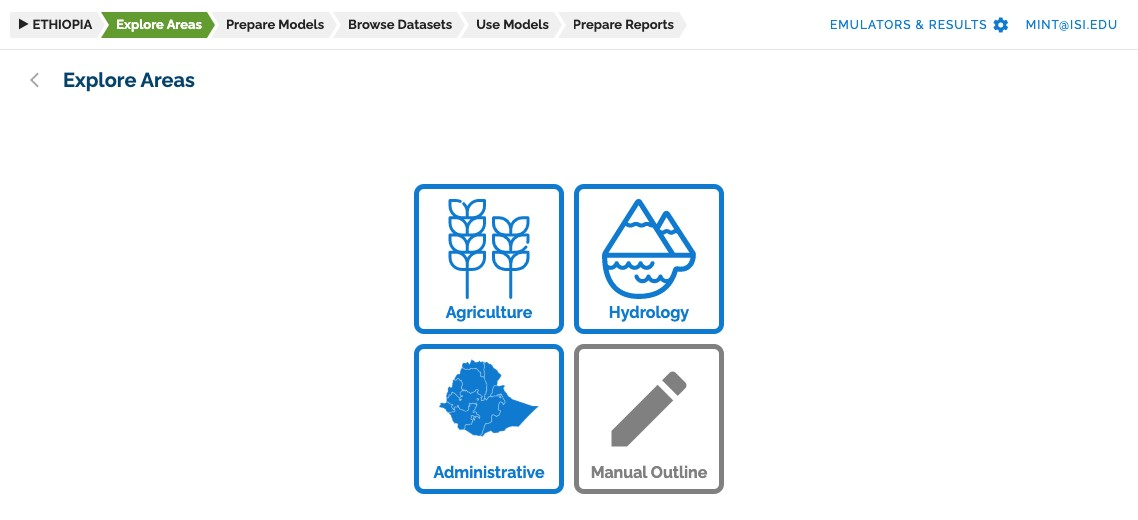 ETHIOPIA Explore Areas Prepare Models Browse Datasets Use Models Prepare Reports EMULATORS & RESULTS MINT@ISI.EDU
Explore Areas
Agriculture Hydrology
Administrative Manual Outline